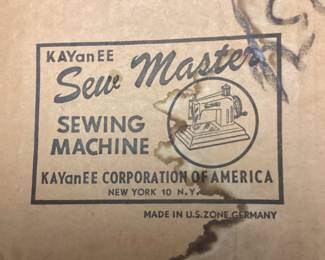 KAYanEE
Sew Master
SEWING
MACHINE
KAYanEE CORPORATION OF AMERICA
NEW YORK 10 N.Y.
MADE IN U.S. ZONE GERMANY